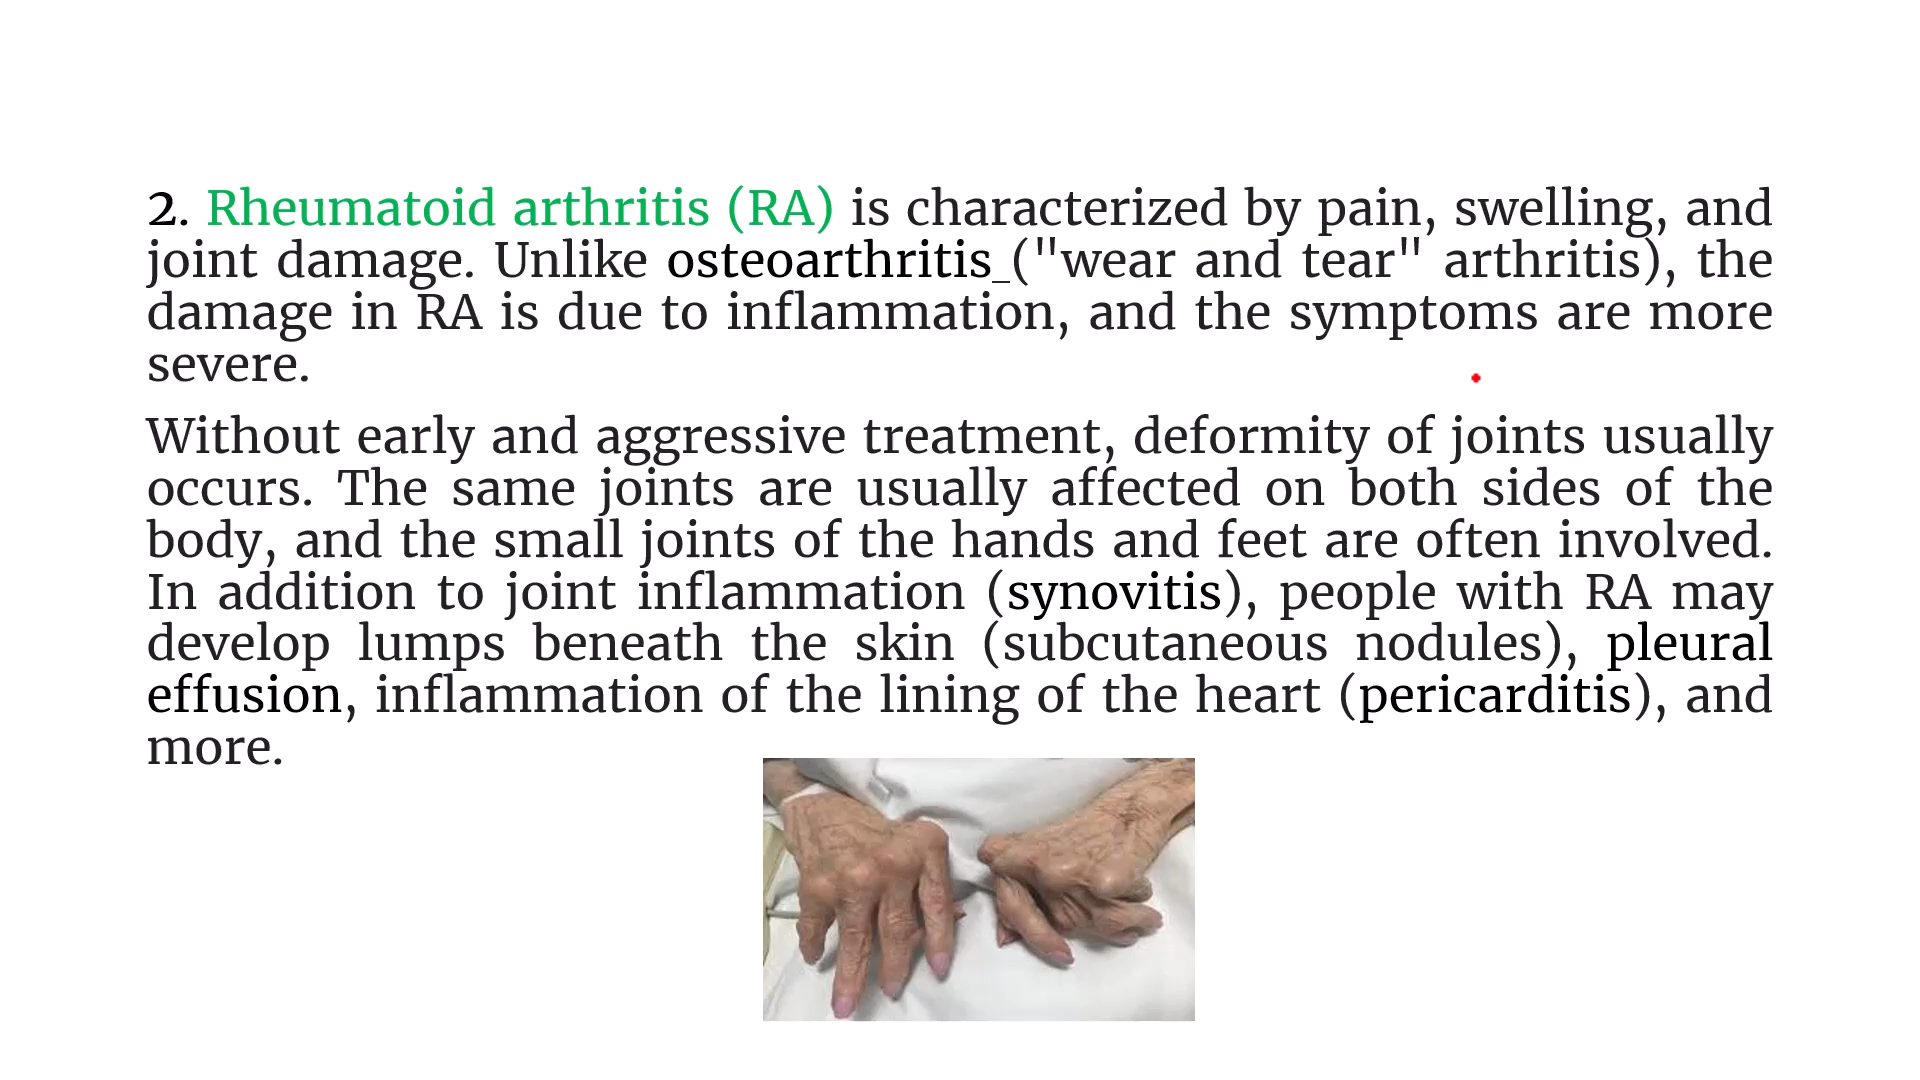 2. Rheumatoid arthritis (RA) is characterized by pain, swelling, and
joint damage. Unlike osteoarthritis_("wear and tear" arthritis), the
damage in RA is due to inflammation, and the symptoms are more
severe.
Without early and aggressive treatment, deformity of joints usually
occurs. The same joints are usually affected on both sides of the
body, and the small joints of the hands and feet are often involved.
In addition to joint inflammation (synovitis), people with RA may
develop lumps beneath the skin (subcutaneous nodules), pleural
effusion, inflammation of the lining of the heart (pericarditis), and
more.